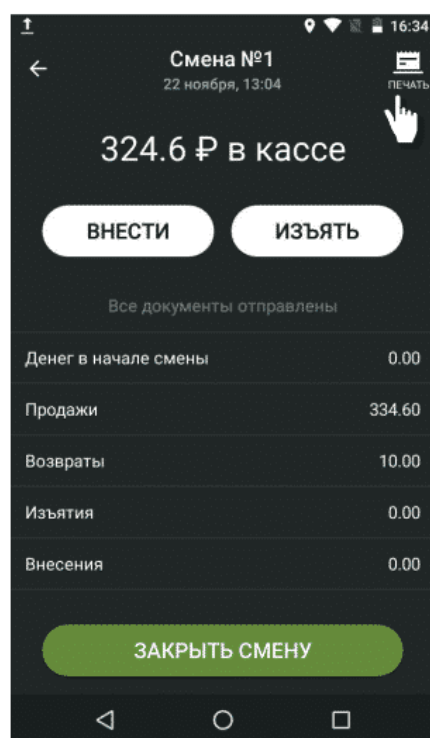 16:34
Смена №1
22 ноября, 13:04
ПЕЧАТЬ
324.6 ₽ в кассе
ВНЕСТИ ИЗЪЯТЬ
Все документы отправлены
Денег в начале смены 0.00
Продажи 334.60
Возвраты 10.00
Изъятия 0.00
Внесения 0.00
ЗАКРЫТЬ СМЕНУ